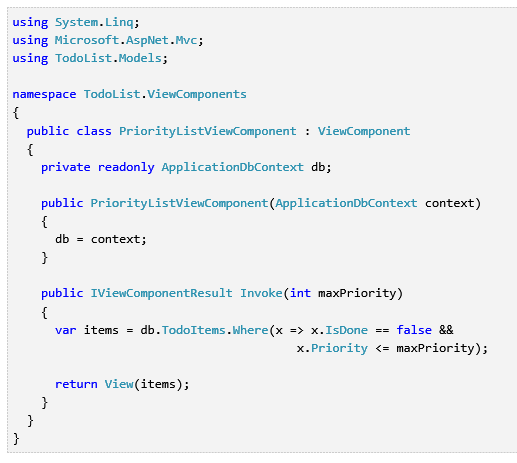 using System.Linq;
using Microsoft.AspNet.Mvc;
using TodoList.Models;

namespace TodoList.ViewComponents
{
  public class PriorityListViewComponent : ViewComponent
  {
    private readonly ApplicationDbContext db;

    public PriorityListViewComponent(ApplicationDbContext context)
    {
      db = context;
    }

    public IViewComponentResult Invoke(int maxPriority)
    {
      var items = db.TodoItems.Where(x => x.IsDone == false &&
                                        x.Priority <= maxPriority);

      return View(items);
    }
  }
}